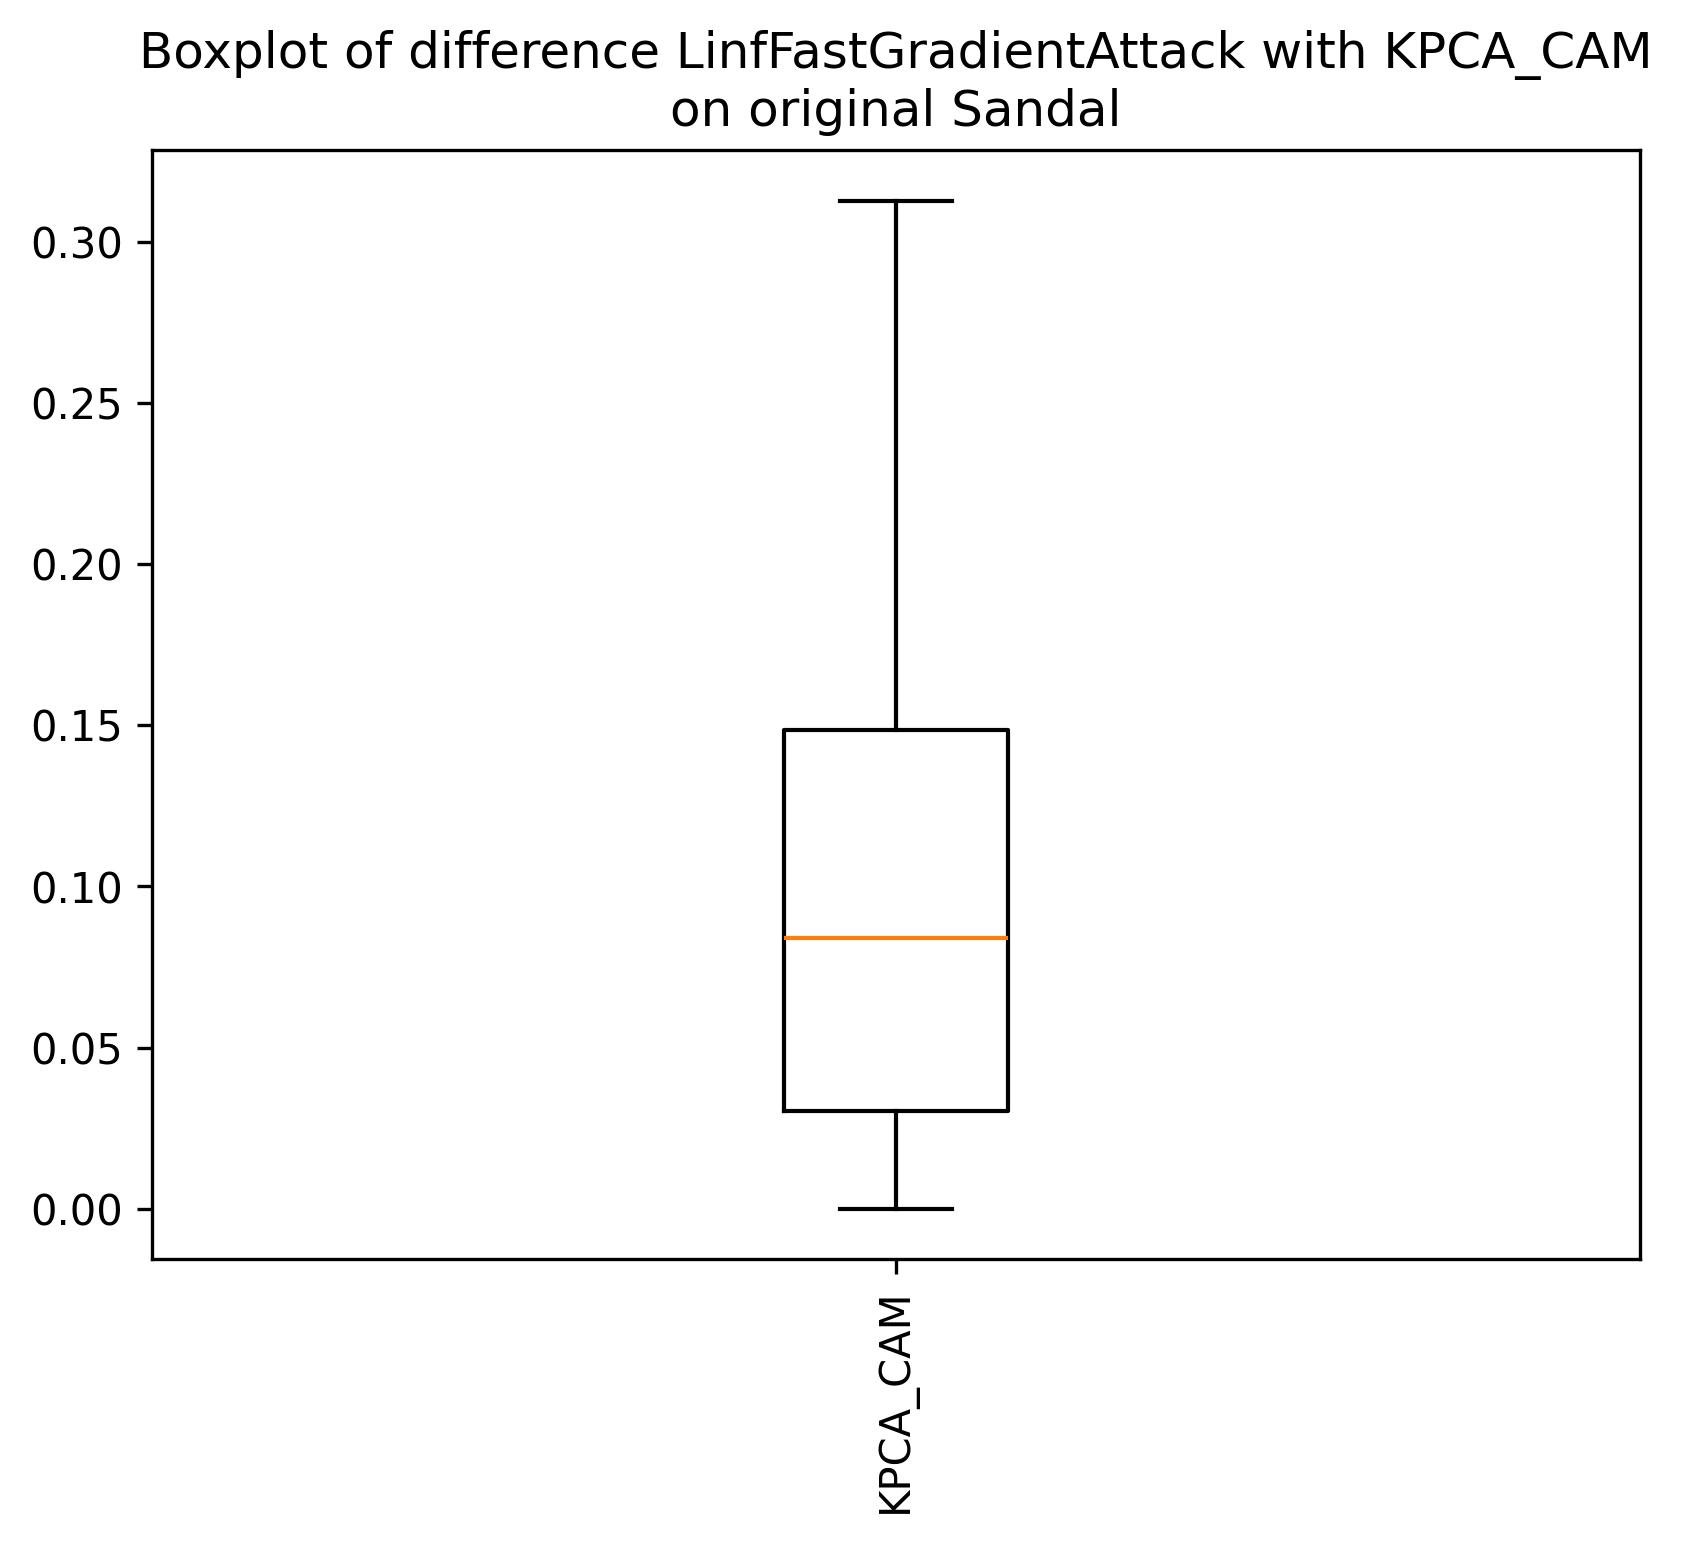 Boxplot of difference LinfFastGradientAttack with KPCA_CAM
on original Sandal
0.30
0.25
0.20
0.15
0.10
0.05
0.00
KPCA_CAM